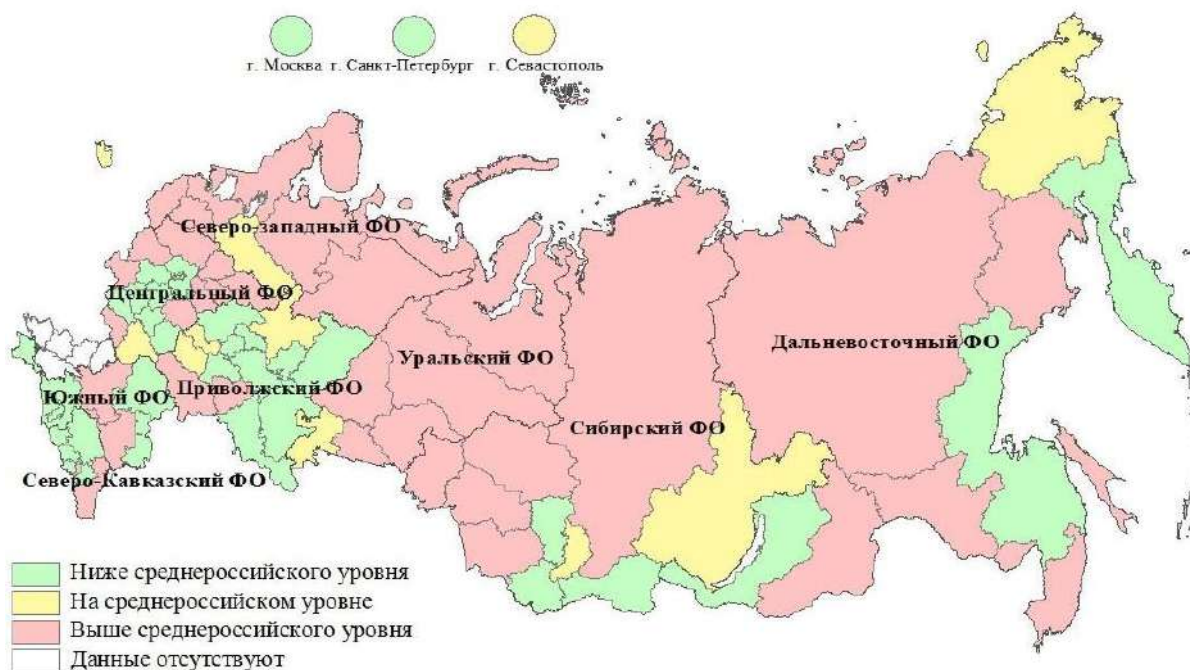 г. Москва г. Санкт-Петербург г. Севастополь
Северо-западный ФО
Центральный ФО
Уральский ФО
Дальневосточный ФО
Южный ФО
Приволжский ФО
Сибирский ФО
Северо-Кавказский ФО
Ниже среднероссийского уровня
На среднероссийском уровне
Выше среднероссийского уровня
Данные отсутствуют